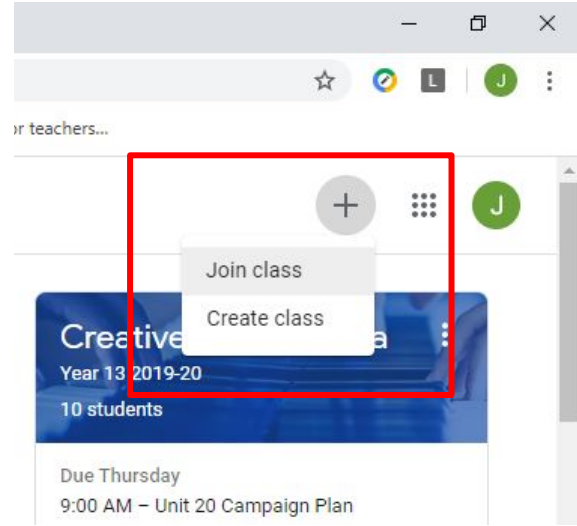 L
J
or teachers...
J
Join class
Create class
Creative a
Year 13 2019-20
10 students
Due Thursday
9:00 AM – Unit 20 Campaign Plan